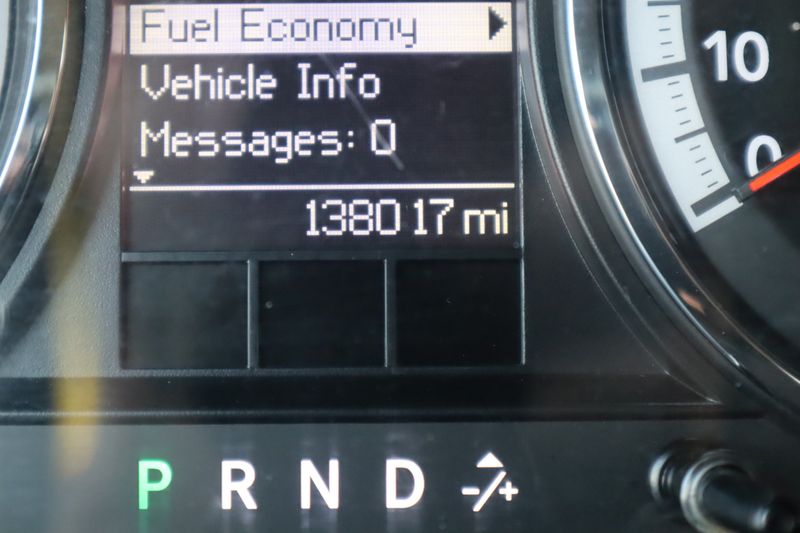 Fuel Economy
Vehicle Info
Messages: 0
138017 mi
10
0
P R N D -/+